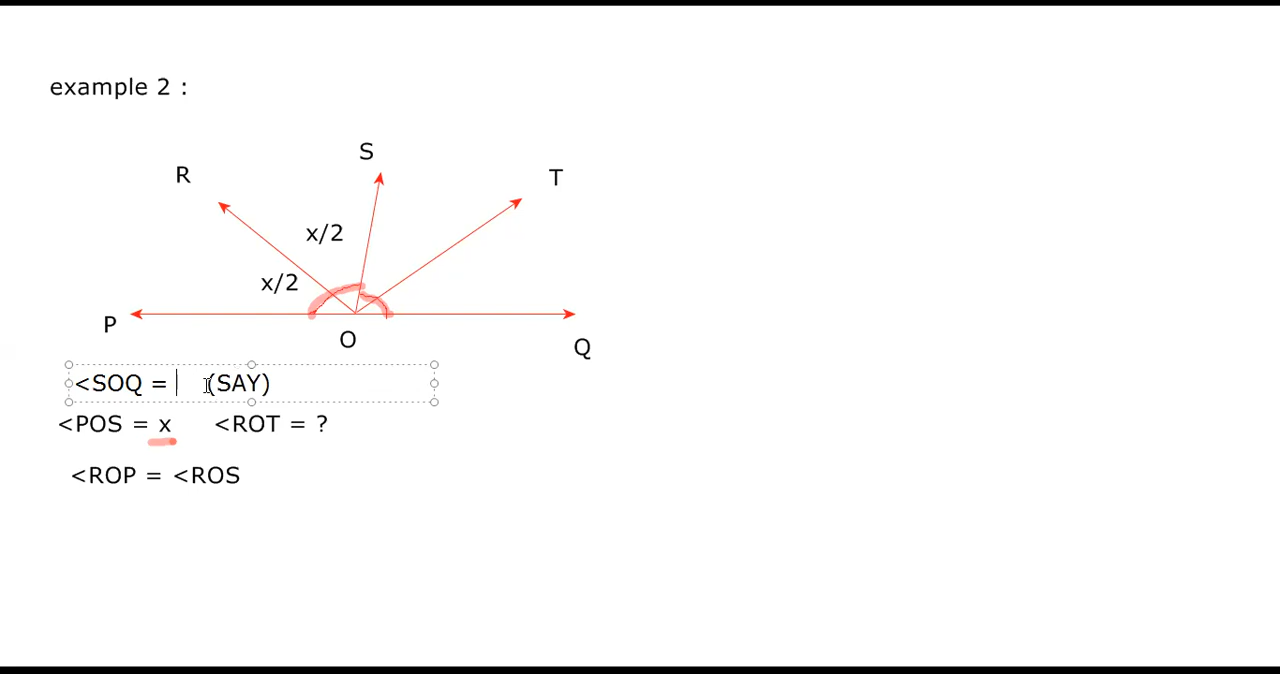 example 2 :
S
R
T
x/2
x/2
P
O
Q
<SOQ = (SAY)
<POS = x <ROT = ?
<ROP = <ROS